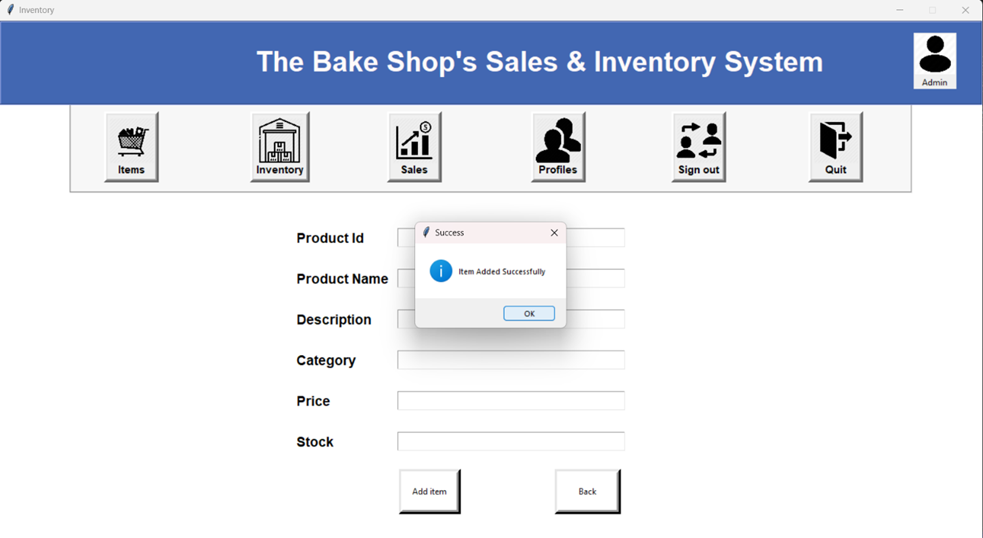 Inventory
The Bake Shop's Sales & Inventory System
Admin
Items
Inventory
Sales
Profiles
Sign out
Quit
Success
Item Added Successfully
OK
Product Id
Product Name
Description
Category
Price
Stock
Add item
Back